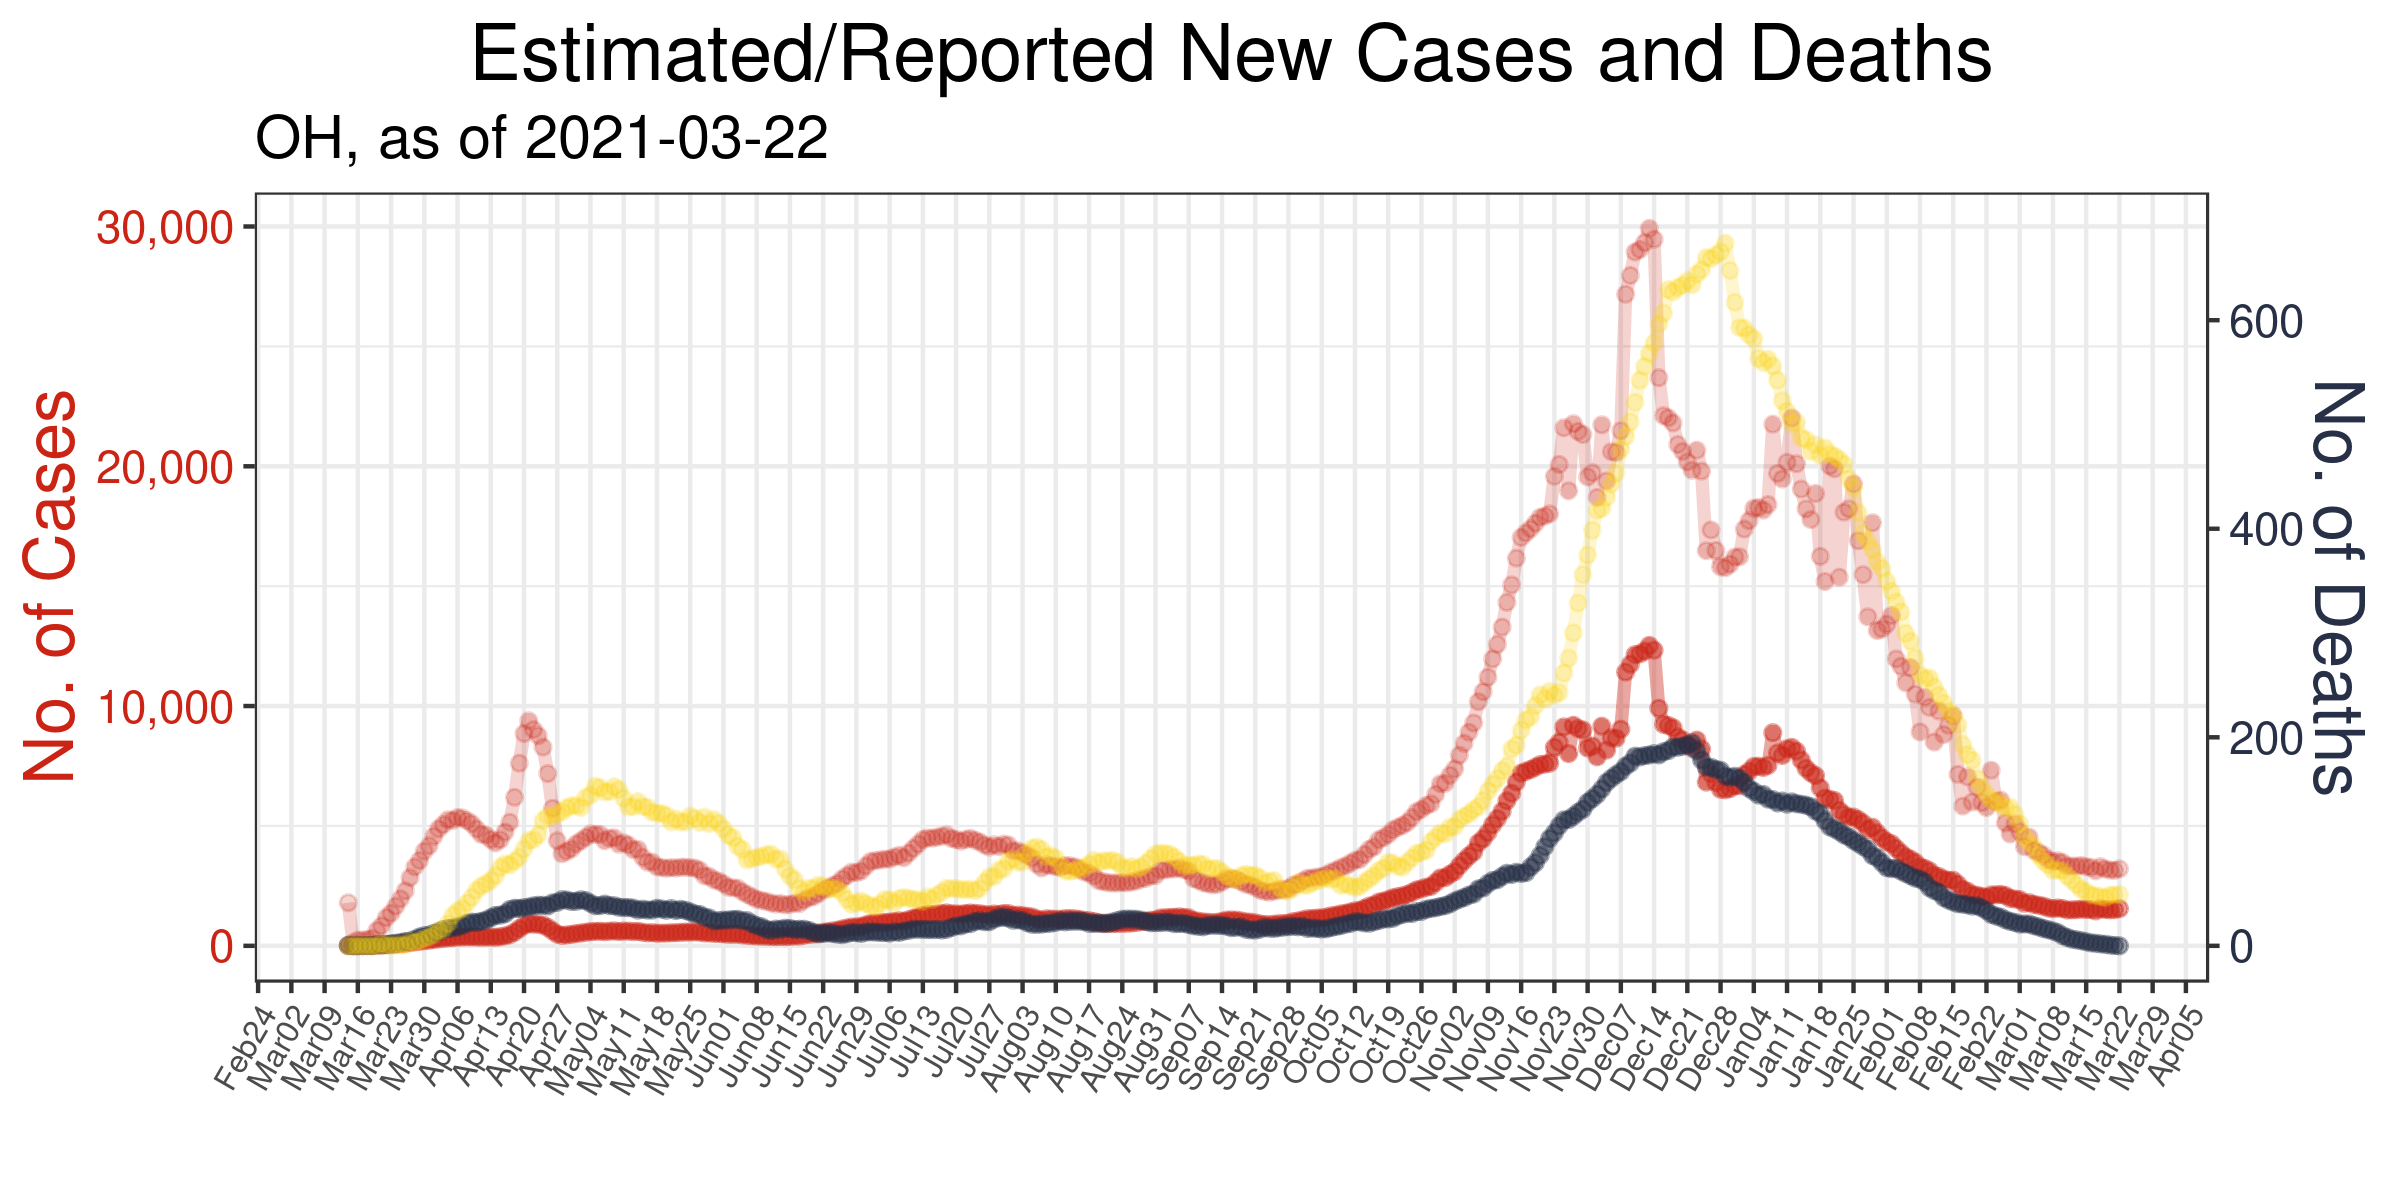 Estimated/Reported New Cases and Deaths
OH, as of 2021-03-22
No. of Cases
30,000
20,000
10,000
0
600
400
200
0
No. of Deaths
Feb24
Mar02
Mar09
Mar16
Mar23
Mar30
Apr06
Apr13
Apr20
Apr27
May04
May11
May18
May25
Jun01
Jun08
Jun15
Jun22
Jun29
Jul06
Jul13
Jul20
Jul27
Aug03
Aug10
Aug17
Aug24
Aug31
Sep07
Sep14
Sep21
Sep28
Oct05
Oct12
Oct19
Oct26
Nov02
Nov09
Nov16
Nov23
Nov30
Dec07
Dec14
Dec21
Dec28
Jan04
Jan11
Jan18
Jan25
Feb01
Feb08
Feb15
Feb22
Mar01
Mar08
Mar15
Mar22
Mar29
Apr05